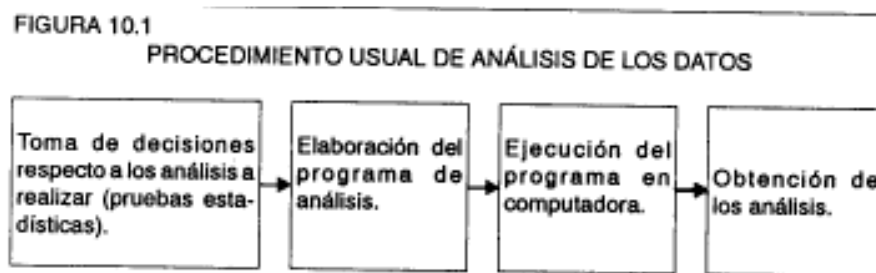 FIGURA 10.1
PROCEDIMIENTO USUAL DE ANÁLISIS DE LOS DATOS
Toma de decisiones
respecto a los análisis a
realizar (pruebas esta-
dísticas).
Elaboración del
programa de
análisis.
Ejecución del
programa en
computadora.
Obtención de
los análisis.